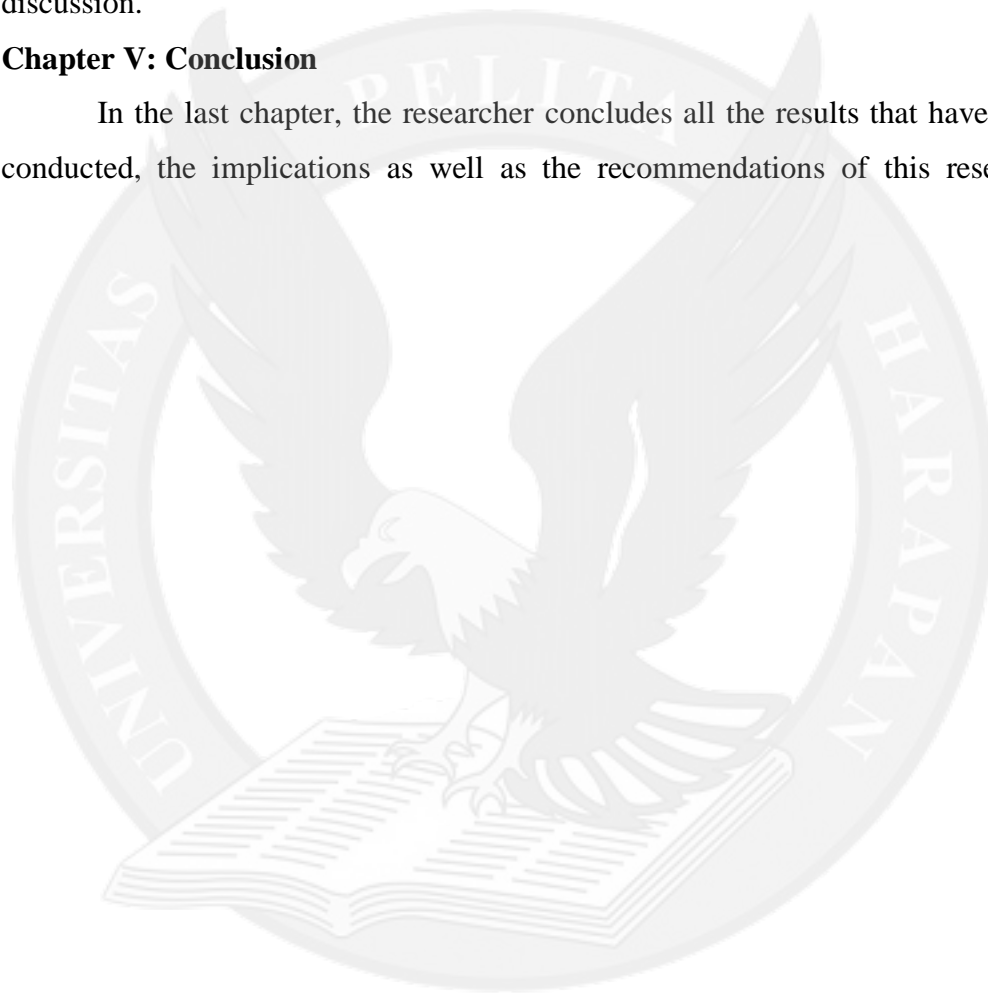 discussion.
Chapter V: Conclusion
In the last chapter, the researcher concludes all the results that have
conducted, the implications as well as the recommendations of this
UNIVERSITAS PELITA HARAPAN